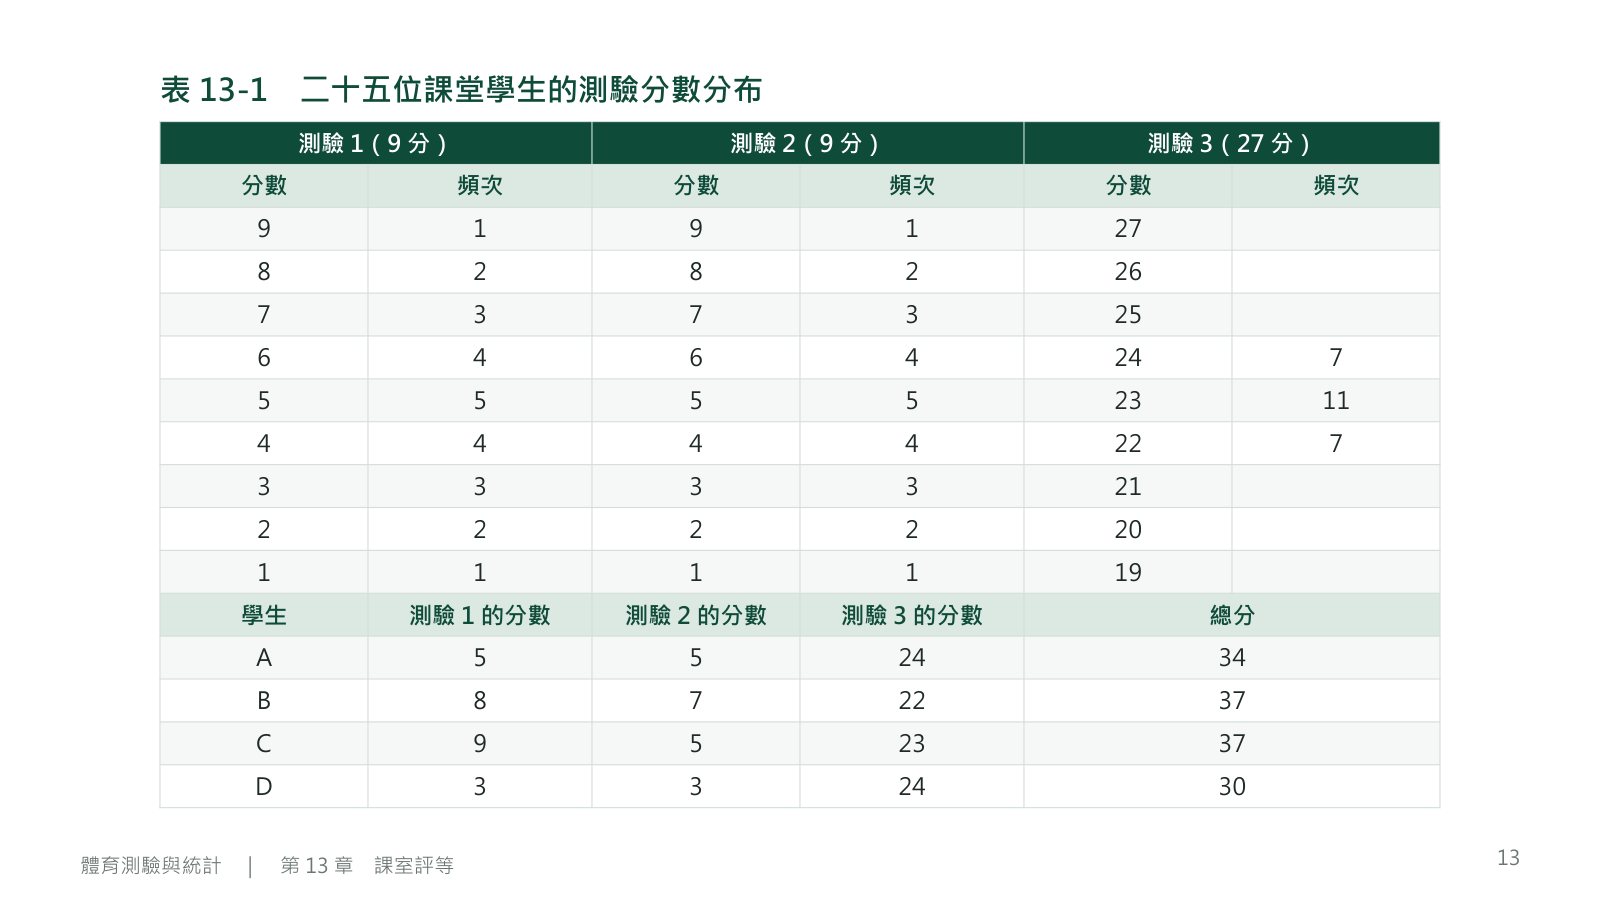 表 13-1　二十五位課堂學生的測驗分數分布
測驗 1（9 分） 測驗 2（9 分） 測驗 3（27 分）
分數 頻次 分數 頻次 分數 頻次
9 1 9 1 27
8 2 8 2 26
7 3 7 3 25
6 4 6 4 24 7
5 5 5 5 23 11
4 4 4 4 22 7
3 3 3 3 21
2 2 2 2 20
1 1 1 1 19
學生 測驗 1 的分數 測驗 2 的分數 測驗 3 的分數 總分
A 5 5 24 34
B 8 7 22 37
C 9 5 23 37
D 3 3 24 30
體育測驗與統計　|　第 13 章　課室評等
13